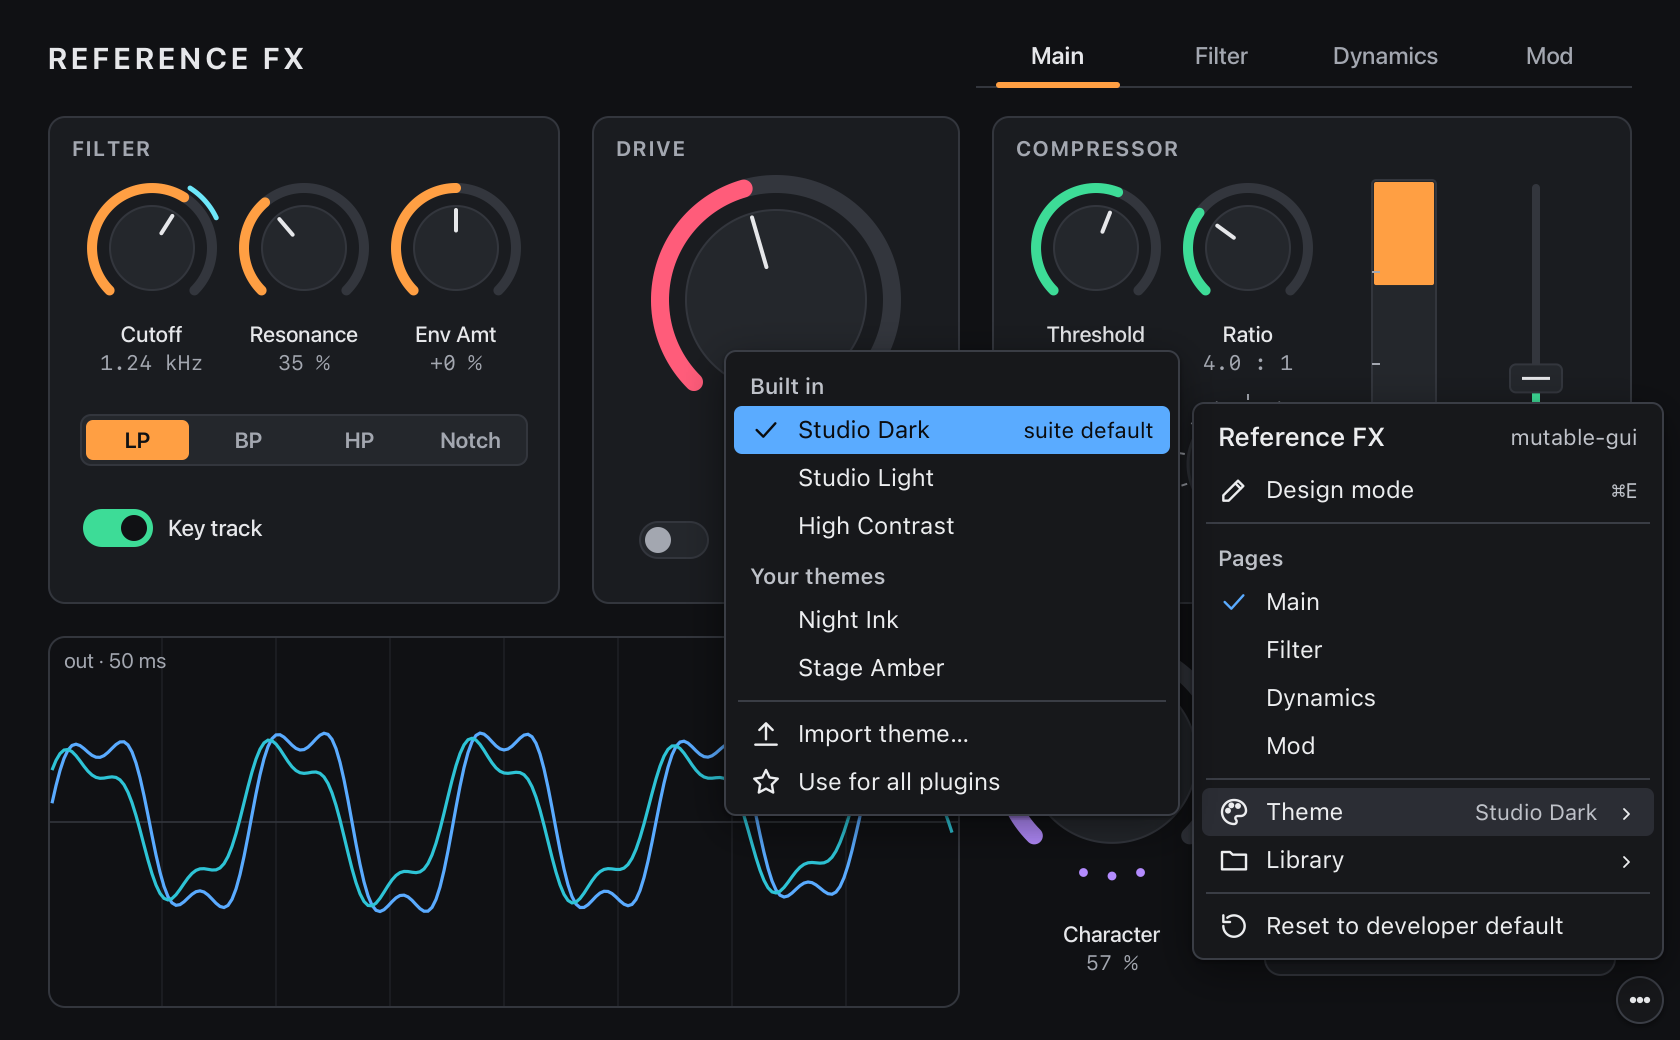 REFERENCE FX
Main Filter Dynamics Mod
FILTER
Cutoff Resonance Env Amt
1.24 kHz 35 % +0 %
LP BP HP Notch
Key track
DRIVE
COMPRESSOR
Threshold Ratio
4.0 : 1
Built in
Studio Dark suite default
Studio Light
High Contrast
Your themes
Night Ink
Stage Amber
Import theme...
Use for all plugins
Reference FX mutable-gui
Design mode ⌘E
Pages
Main
Filter
Dynamics
Mod
Theme Studio Dark
Library
Reset to developer default
out · 50 ms
Character
57 %